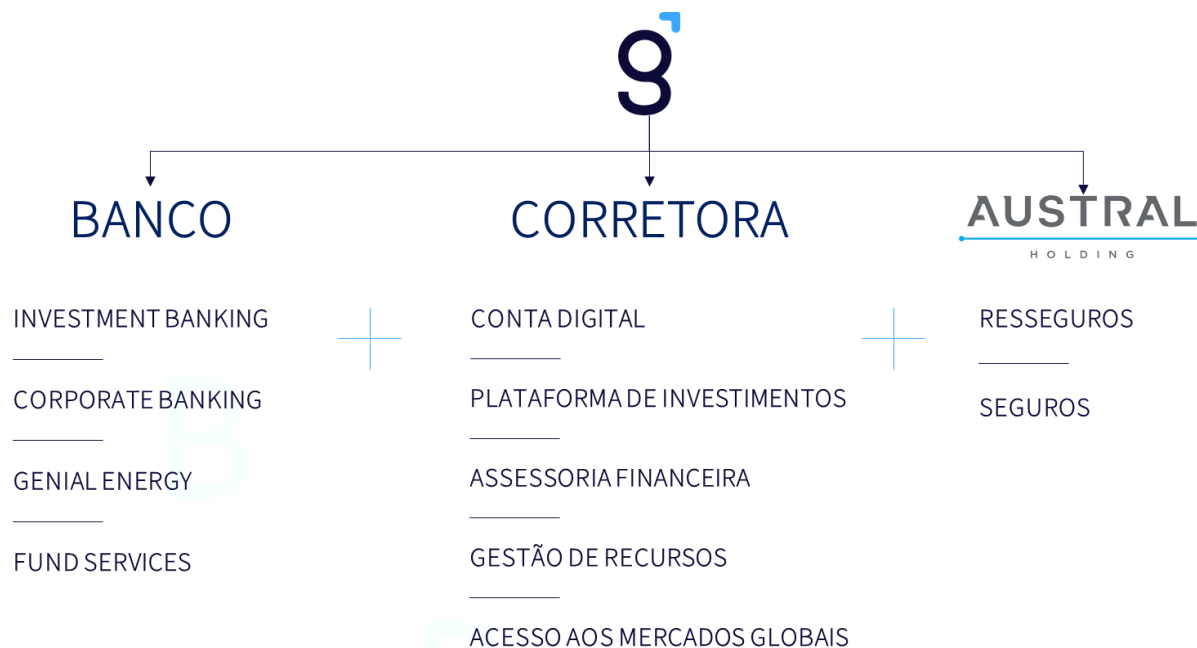 g
BANCO
INVESTMENT BANKING
CORPORATE BANKING
GENIAL ENERGY
FUND SERVICES
CORRETORA
CONTA DIGITAL
PLATAFORMA DE INVESTIMENTOS
ASSESSORIA FINANCEIRA
GESTÃO DE RECURSOS
ACESSO AOS MERCADOS GLOBAIS
AUSTRAL
HOLDING
RESSEGUROS
SEGUROS